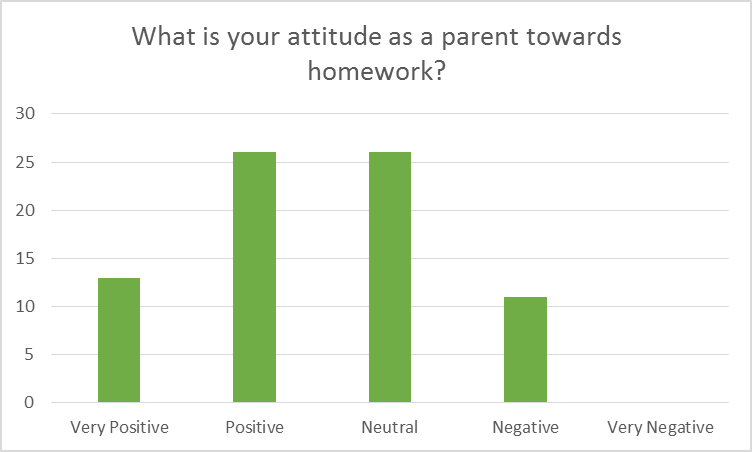 What is your attitude as a parent towards
homework?
30
25
20
15
10
5
0
Very Positive
Positive
Neutral
Negative
Very Negative